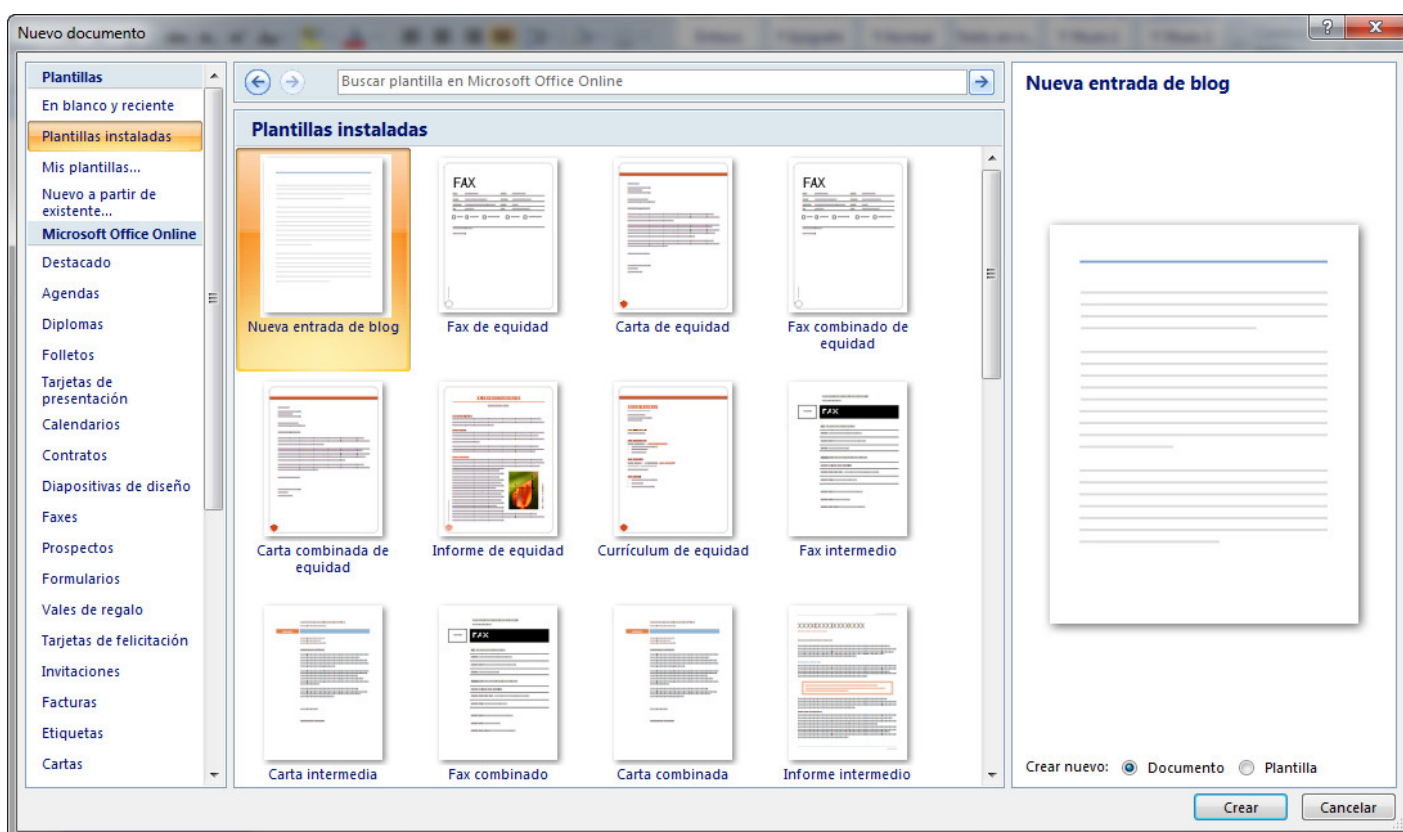 Nuevo documento
Plantillas
En blanco y reciente
Plantillas instaladas
Mis plantillas...
Nuevo a partir de
existente...
Microsoft Office Online
Destacado
Agendas
Diplomas
Folletos
Tarjetas de
presentación
Calendarios
Contratos
Diapositivas de diseño
Faxes
Prospectos
Formularios
Vales de regalo
Tarjetas de felicitación
Invitaciones
Facturas
Etiquetas
Cartas
Buscar plantilla en Microsoft Office Online
Plantillas instaladas
FAX
FAX
Nueva entrada de blog
Fax de equidad
Carta de equidad
Fax combinado de
equidad
FAX
Carta combinada de
equidad
Informe de equidad
Currículum de equidad
Fax intermedio
FAX
Carta intermedia
Fax combinado
Carta combinada
Informe intermedio
Nueva entrada de blog
Crear nuevo: Documento Plantilla
Crear
Cancelar